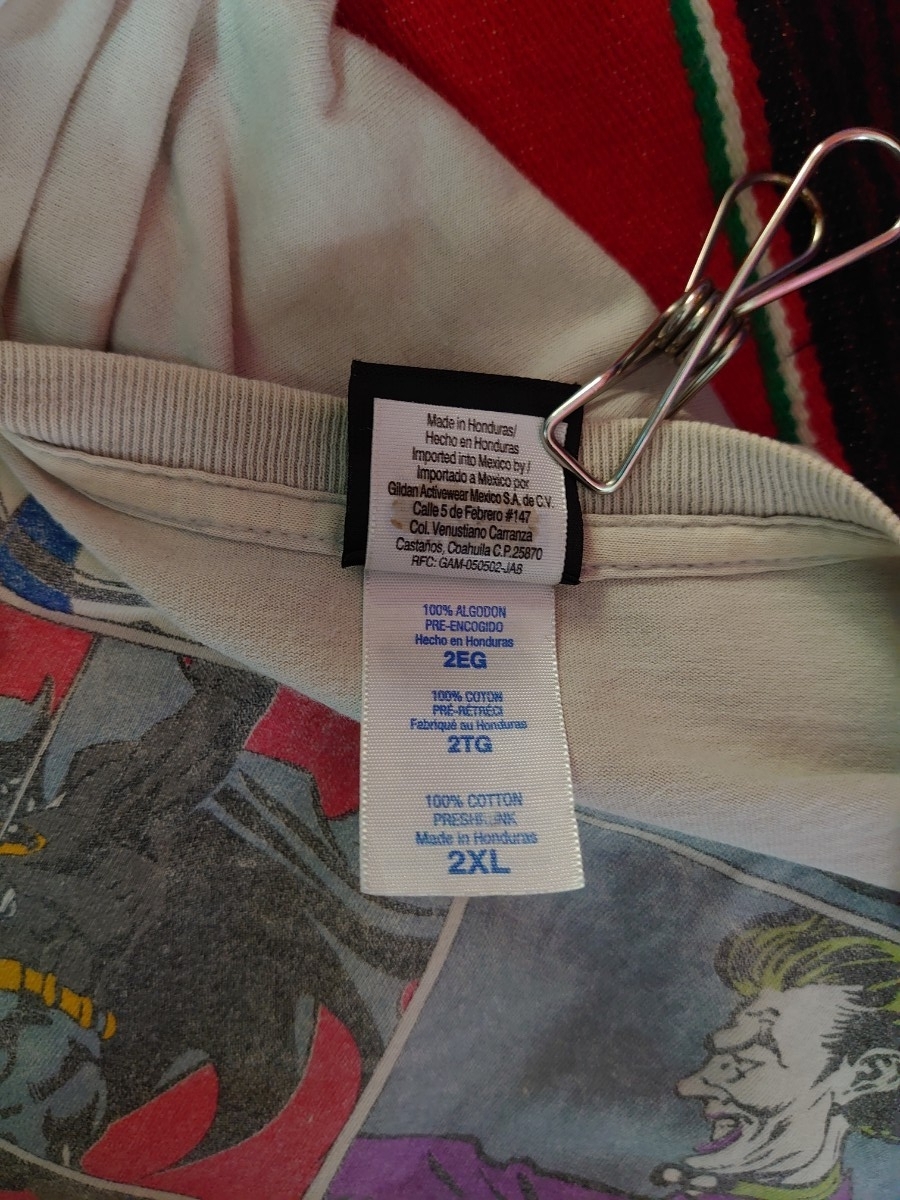 Made in Honduras/
Hecho en Honduras
Imported into Mexico by/
Importado a Mexico por
Gildan Activewear Mexico S.A, de C.V.
Calle 5 de Febrero #147
Col. Venustiano Carranza
Castaños, Coahuila C.P.25870
RFC: GAM-050502-JA8
100% ALGODON
PRE-ENCOGIDO
Hecho en Honduras
2EG
100% COTON
PRÉ-RÉTRÉCI
Fabriqué au Honduras
2TG
100% COTTON
PRESHRUNK
Made in Honduras
2XL